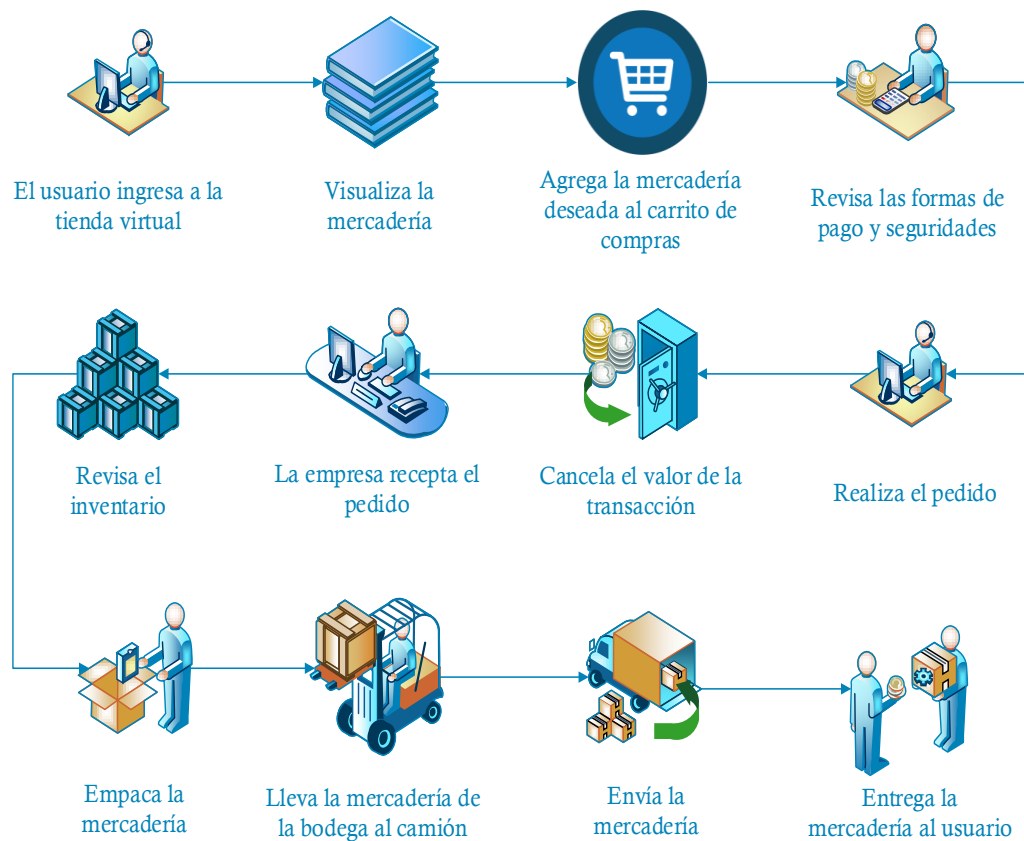 El usuario ingresa a la
tienda virtual
Visualiza la
mercadería
Agrega la mercadería
deseada al carrito de
compras
Revisa las formas de
pago y seguridades
Revisa el
inventario
La empresa recepta el
pedido
Cancela el valor de la
transacción
Realiza el pedido
Empaca la
mercadería
Lleva la mercadería de
la bodega al camión
Envía la
mercadería
Entrega la
mercadería al usuario